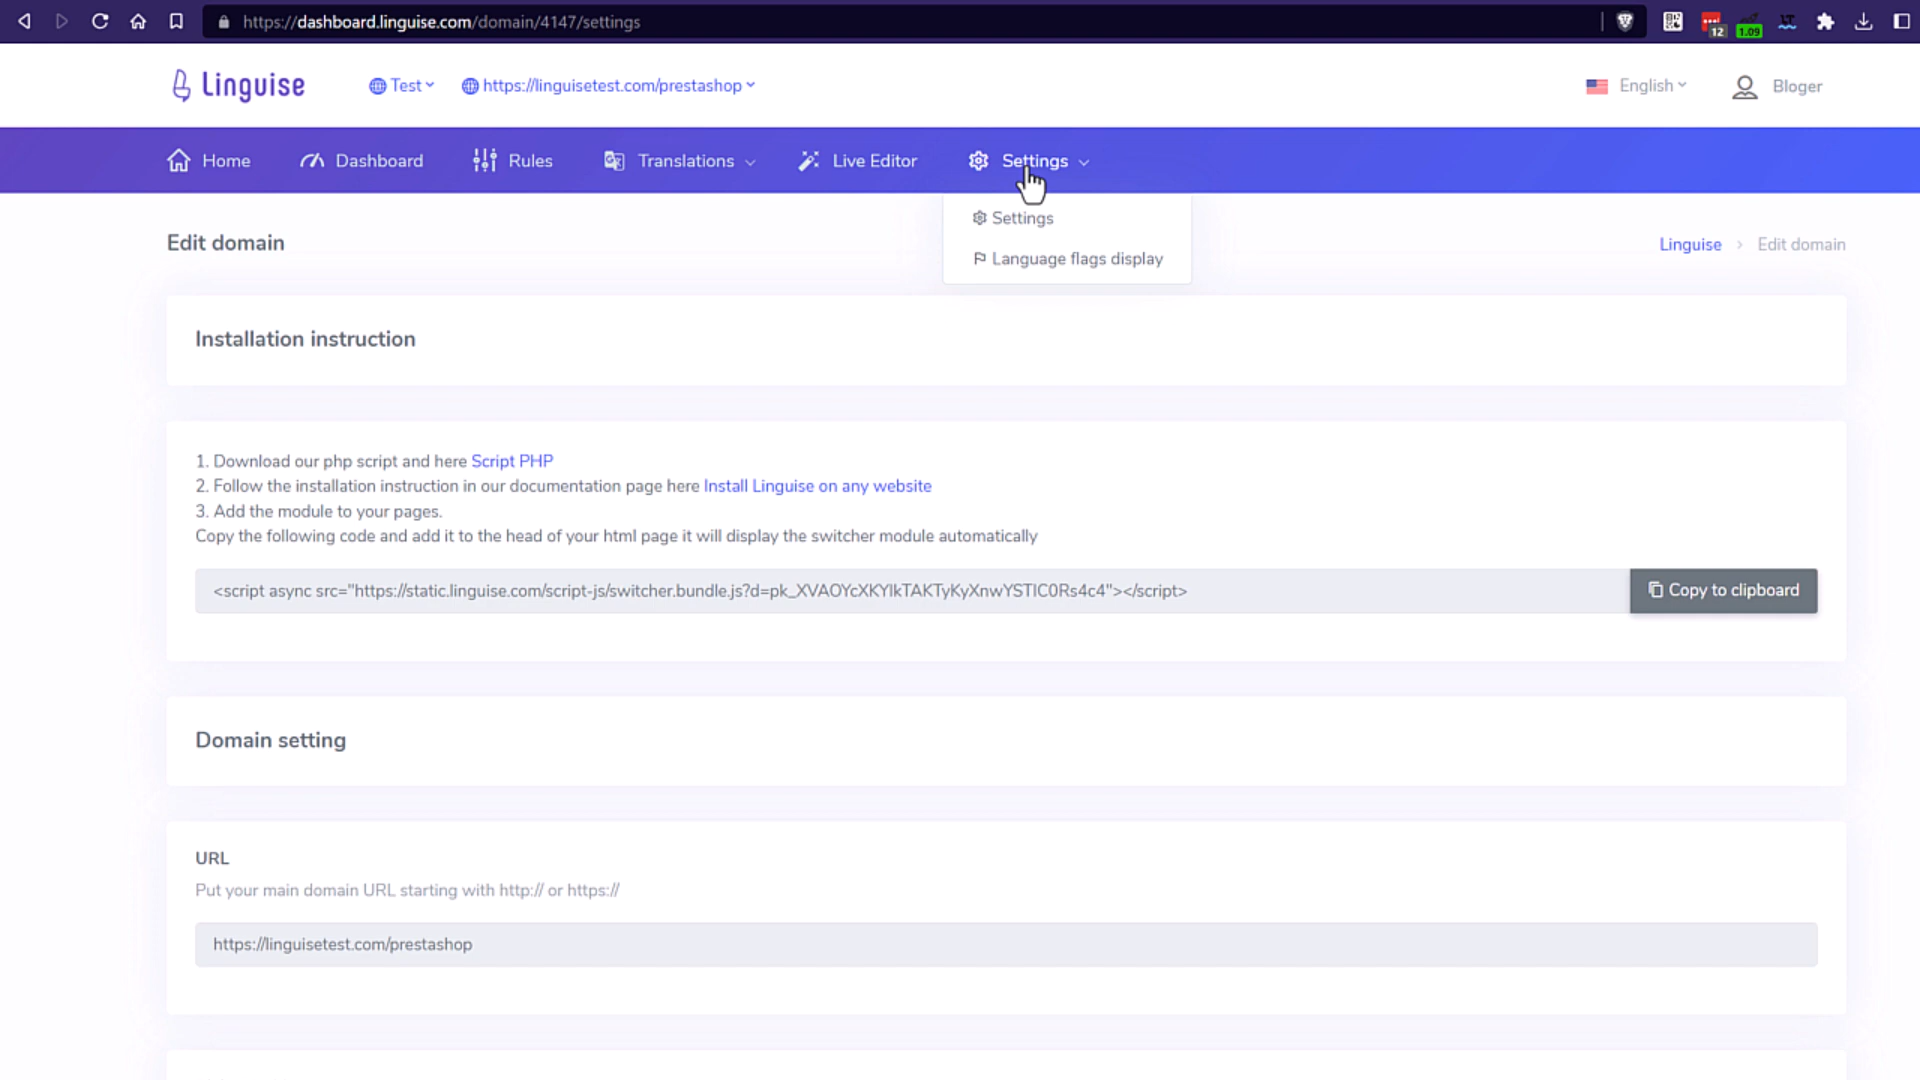 https://dashboard.linguise.com/domain/4147/settings
12
1.09
Linguise
Test
https://linguisetest.com/prestashop
English
Bloger
Home
Dashboard
Rules
Translations
Live Editor
Settings
Settings
Language flags display
Edit domain
Linguise > Edit domain
Installation instruction
1. Download our php script and here Script PHP
2. Follow the installation instruction in our documentation page here Install Linguise on any website
3. Add the module to your pages.
Copy the following code and add it to the head of your html page it will display the switcher module automatically
<script async src="https://static.linguise.com/script-js/switcher.bundle.js?d=pk_XVAOYcXKYIkTAKTyKyXnwYSTIC0Rs4c4"></script>
Copy to clipboard
Domain setting
URL
Put your main domain URL starting with http:// or https://
https://linguisetest.com/prestashop